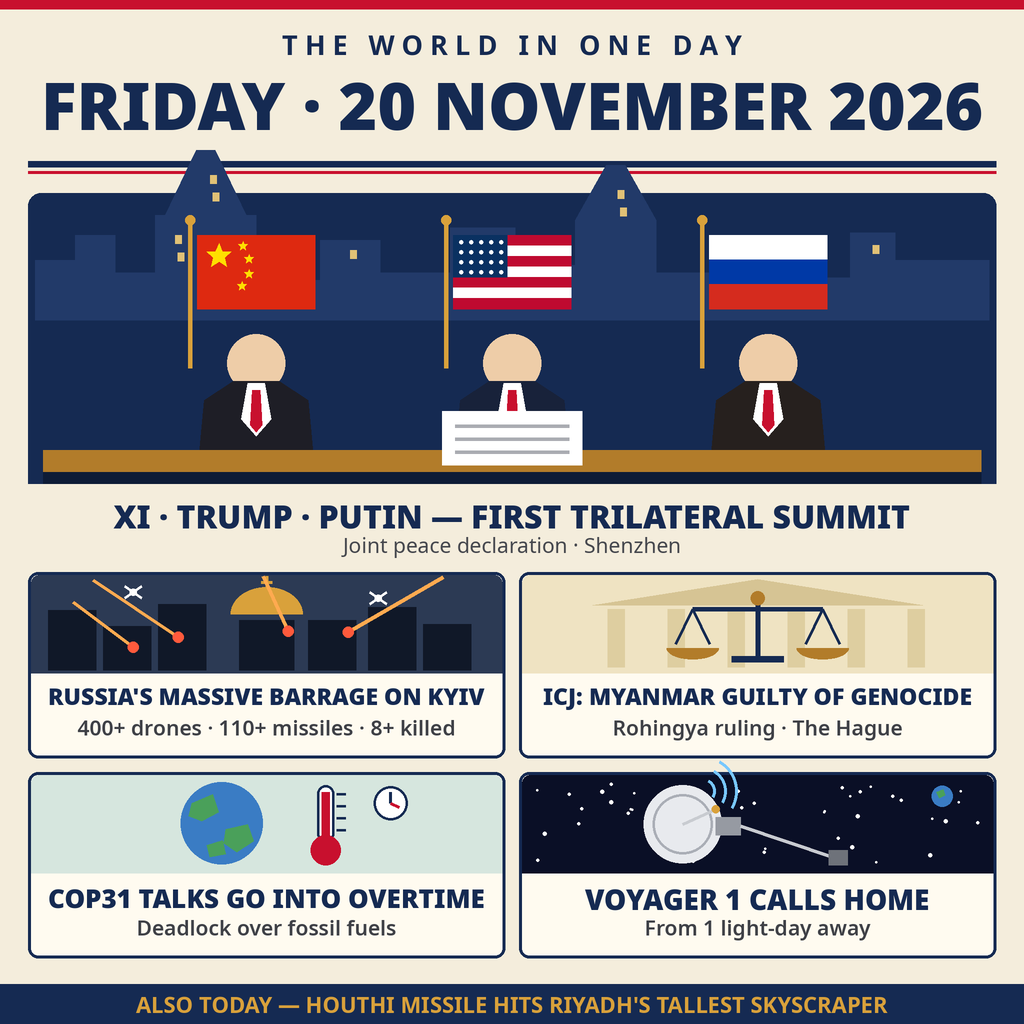 THE WORLD IN ONE DAY
FRIDAY · 20 NOVEMBER 2026
XI · TRUMP · PUTIN — FIRST TRILATERAL SUMMIT
Joint peace declaration · Shenzhen
RUSSIA'S MASSIVE BARRAGE ON KYIV
400+ drones · 110+ missiles · 8+ killed
ICJ: MYANMAR GUILTY OF GENOCIDE
Rohingya ruling · The Hague
COP31 TALKS GO INTO OVERTIME
Deadlock over fossil fuels
VOYAGER 1 CALLS HOME
From 1 light-day away
ALSO TODAY — HOUTHI MISSILE HITS RIYADH'S TALLEST SKYSCRAPER